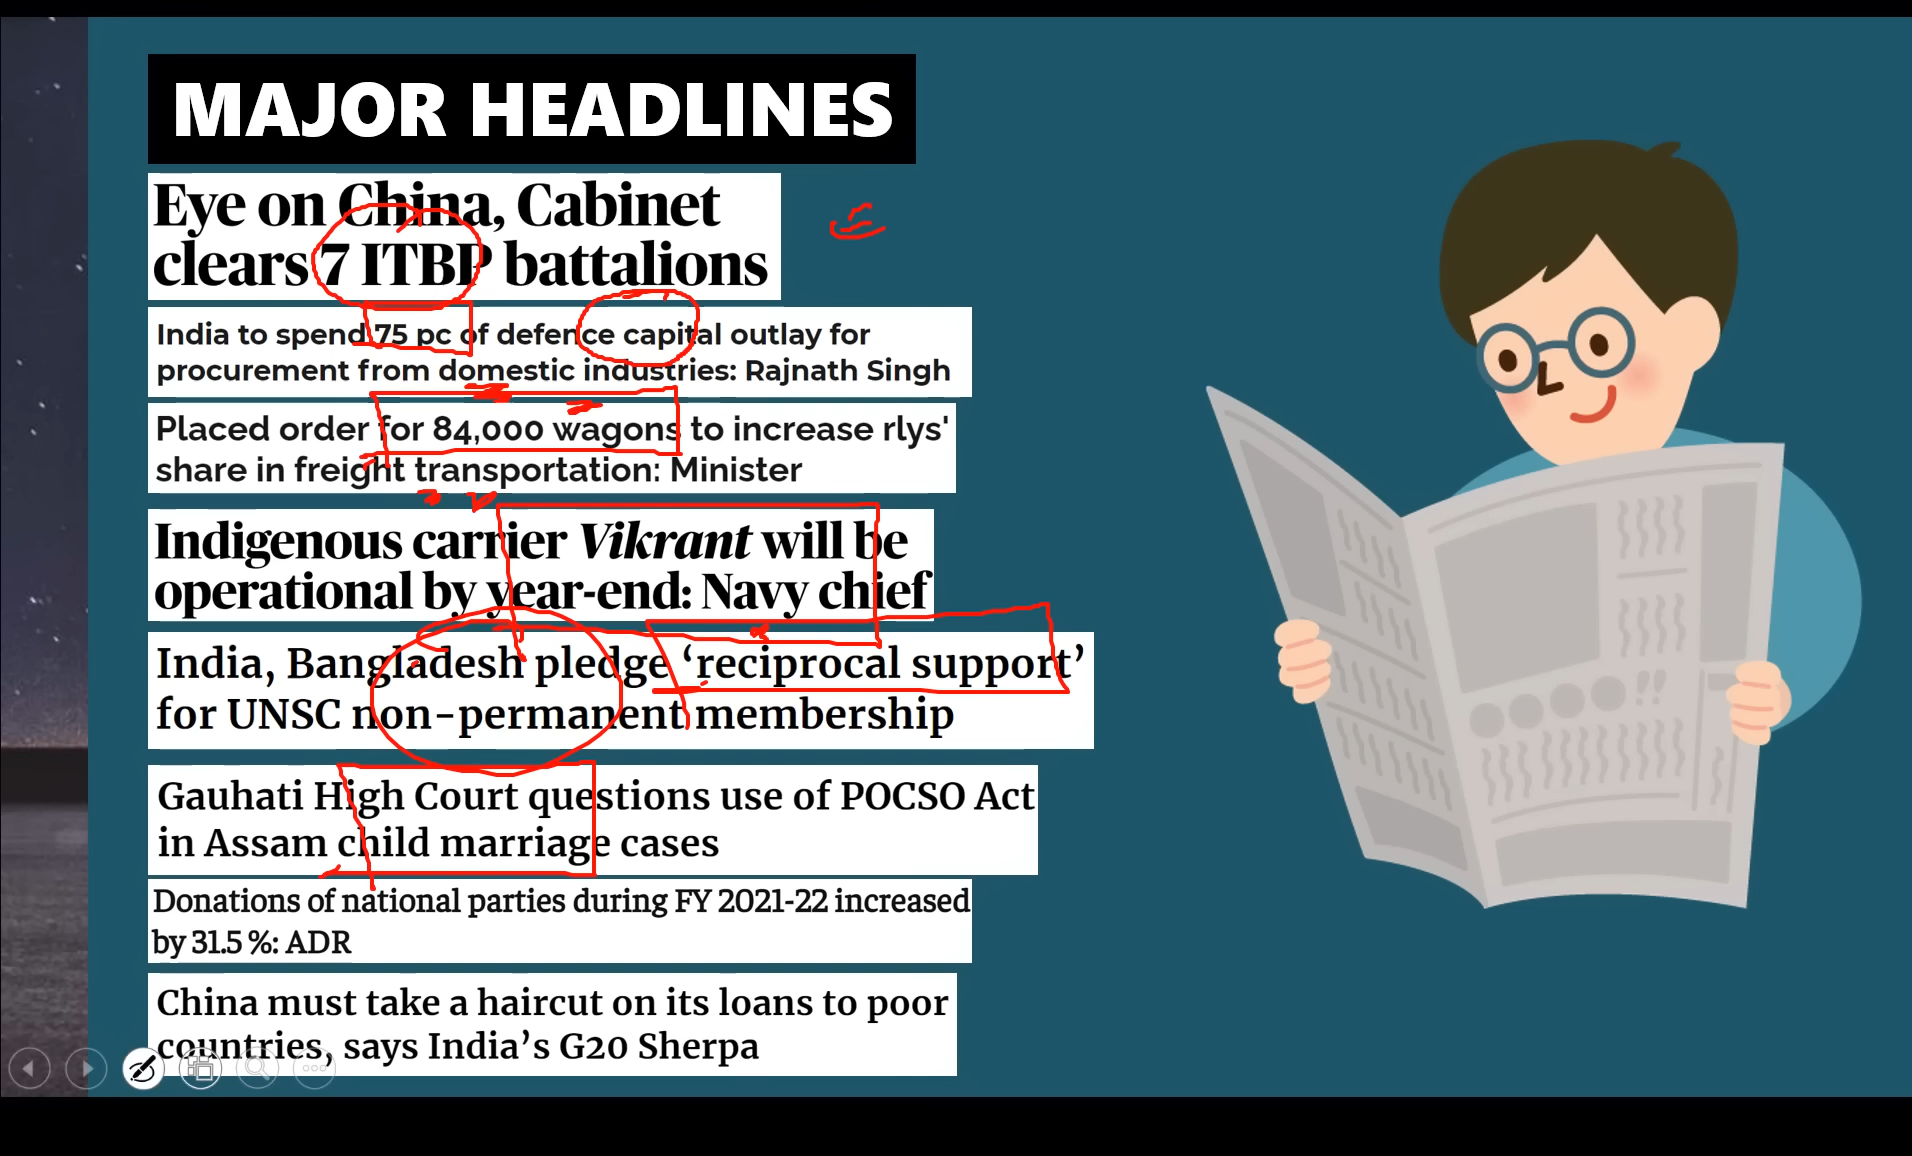 MAJOR HEADLINES
Eye on China, Cabinet
clears 7 ITBP battalions
India to spend 75 pc of defence capital outlay for
procurement from domestic industries: Rajnath Singh
Placed order for 84,000 wagons to increase rlys'
share in freight transportation: Minister
Indigenous carrier Vikrant will be
operational by year-end: Navy chief
India, Bangladesh pledge ‘reciprocal support’
for UNSC non-permanent membership
Gauhati High Court questions use of POCSO Act
in Assam child marriage cases
Donations of national parties during FY 2021-22 increased
by 31.5 %: ADR
China must take a haircut on its loans to poor
countries, says India’s G20 Sherpa